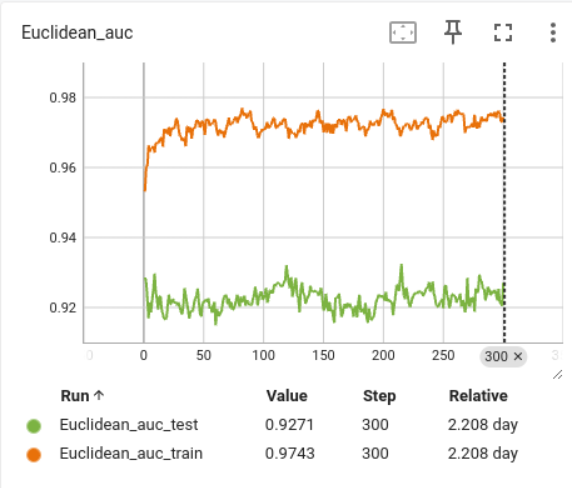 Euclidean_auc
0.98
0.96
0.94
0.92
0 0 50 100 150 200 250 300 × 3
Run ↑ Value Step Relative
Euclidean_auc_test 0.9271 300 2.208 day
Euclidean_auc_train 0.9743 300 2.208 day